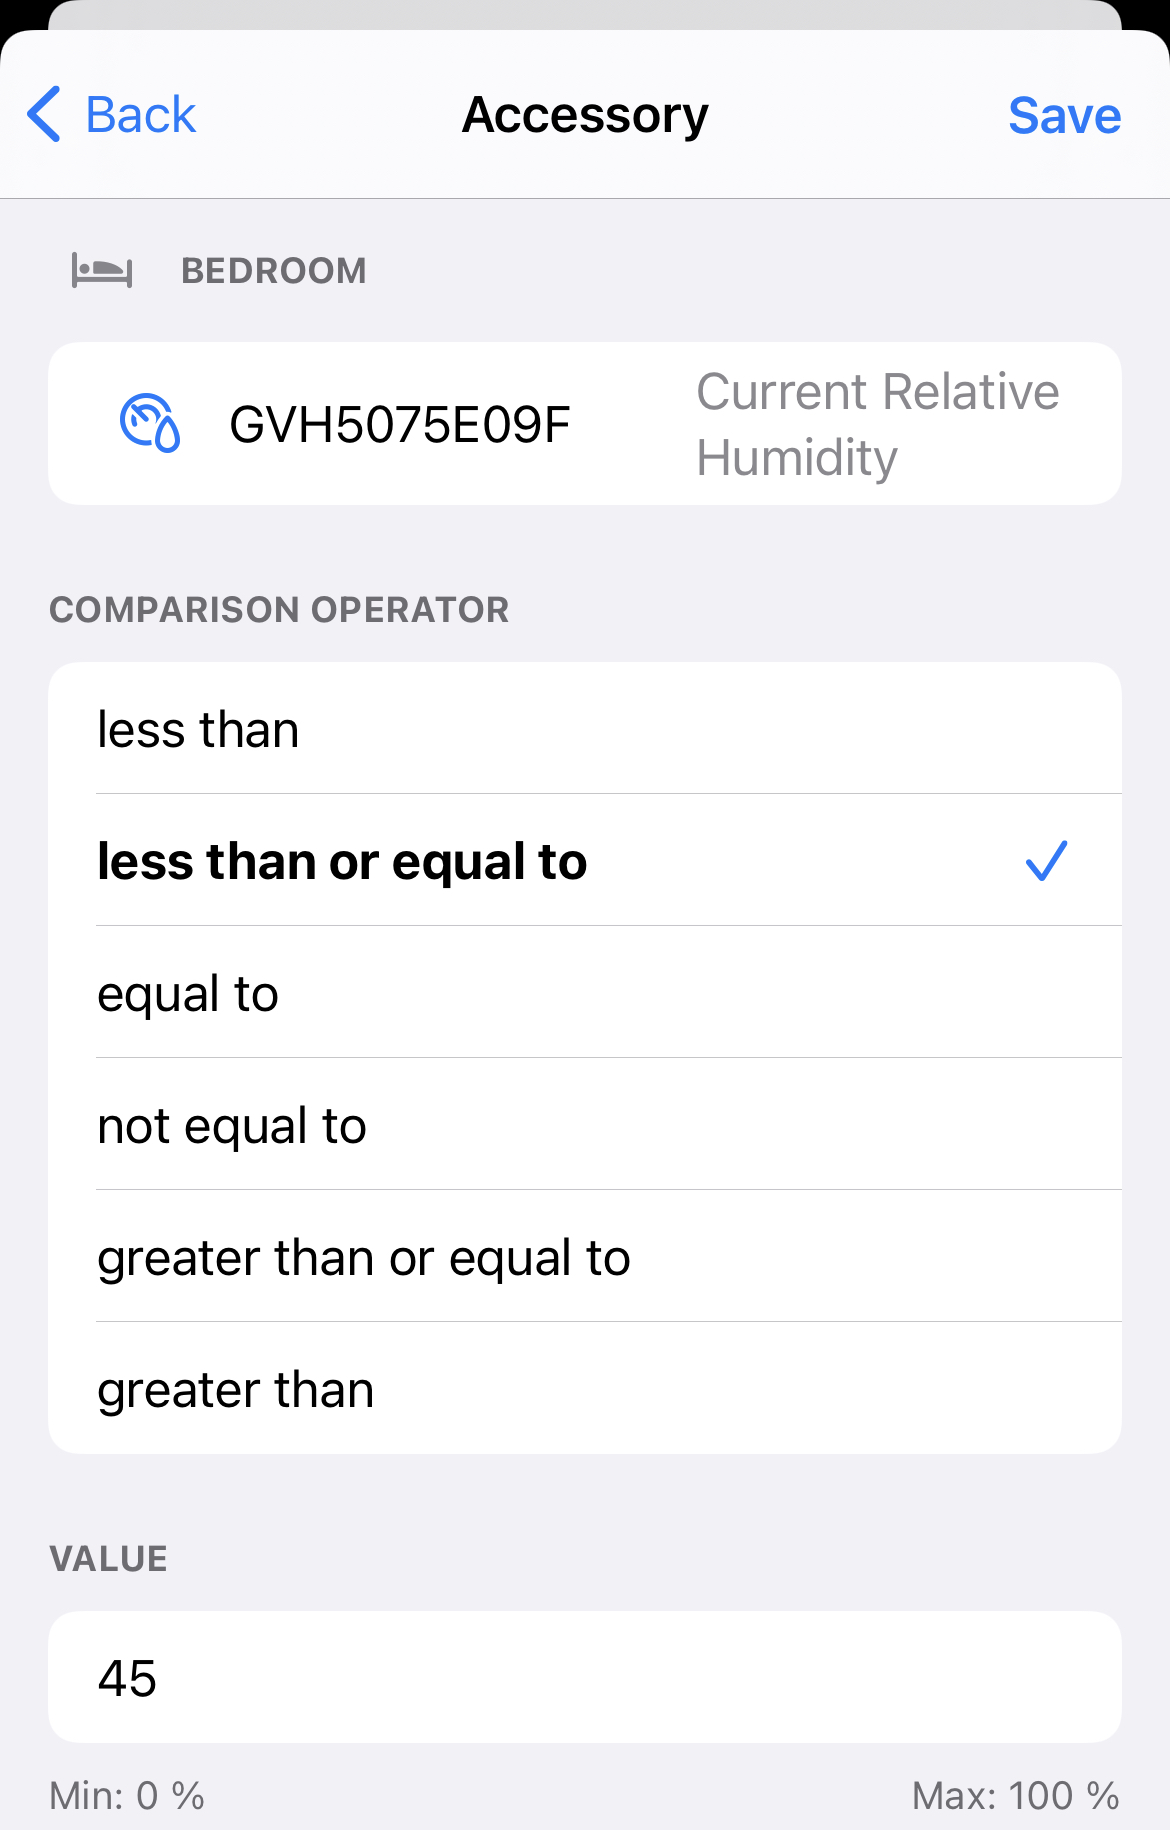 Back
Accessory
Save
BEDROOM
GVH5075E09F
Current Relative
Humidity
COMPARISON OPERATOR
less than
less than or equal to
equal to
not equal to
greater than or equal to
greater than
VALUE
45
Min: 0 %
Max: 100 %